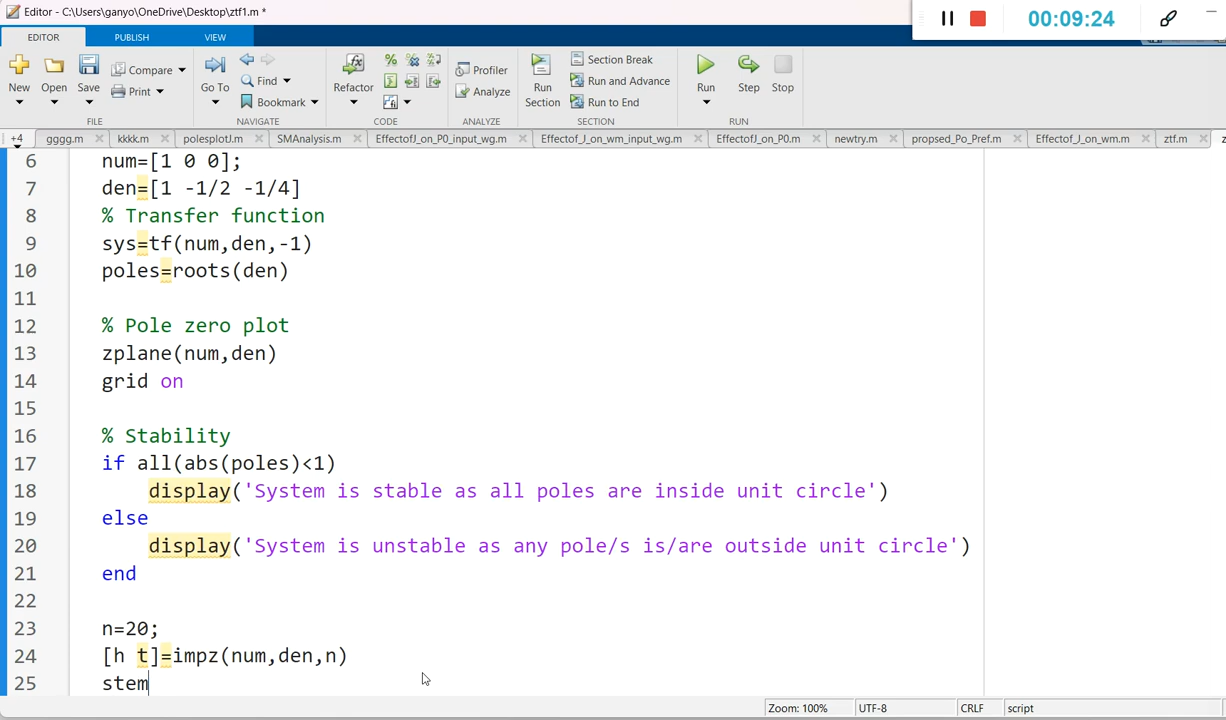 Editor - C:\Users\ganyo\OneDrive\Desktop\ztf1.m *
00:09:24
EDITOR PUBLISH VIEW
New Open Save Compare Print Go To Find Bookmark Refactor Profiler Analyze Run Section Section Break Run and Advance Run to End Run Step Stop
FILE NAVIGATE CODE ANALYZE SECTION RUN
+4 gggg.m kkkk.m polesplotJ.m SMAnalysis.m EffectofJ_on_P0_input_wg.m Effectof_J_on_wm_input_wg.m EffectofJ_on_P0.m newtry.m propsed_Po_Pref.m EffectofJ_on_wm.m ztf.m z
6 num=[1 0 0];
7 den=[1 -1/2 -1/4]
8 % Transfer function
9 sys=tf(num,den,-1)
10 poles=roots(den)
11
12 % Pole zero plot
13 zplane(num,den)
14 grid on
15
16 % Stability
17 if all(abs(poles)<1)
18 display('System is stable as all poles are inside unit circle')
19 else
20 display('System is unstable as any pole/s is/are outside unit circle')
21 end
22
23 n=20;
24 [h t]=impz(num,den,n)
25 stem
Zoom: 100% UTF-8 CRLF script